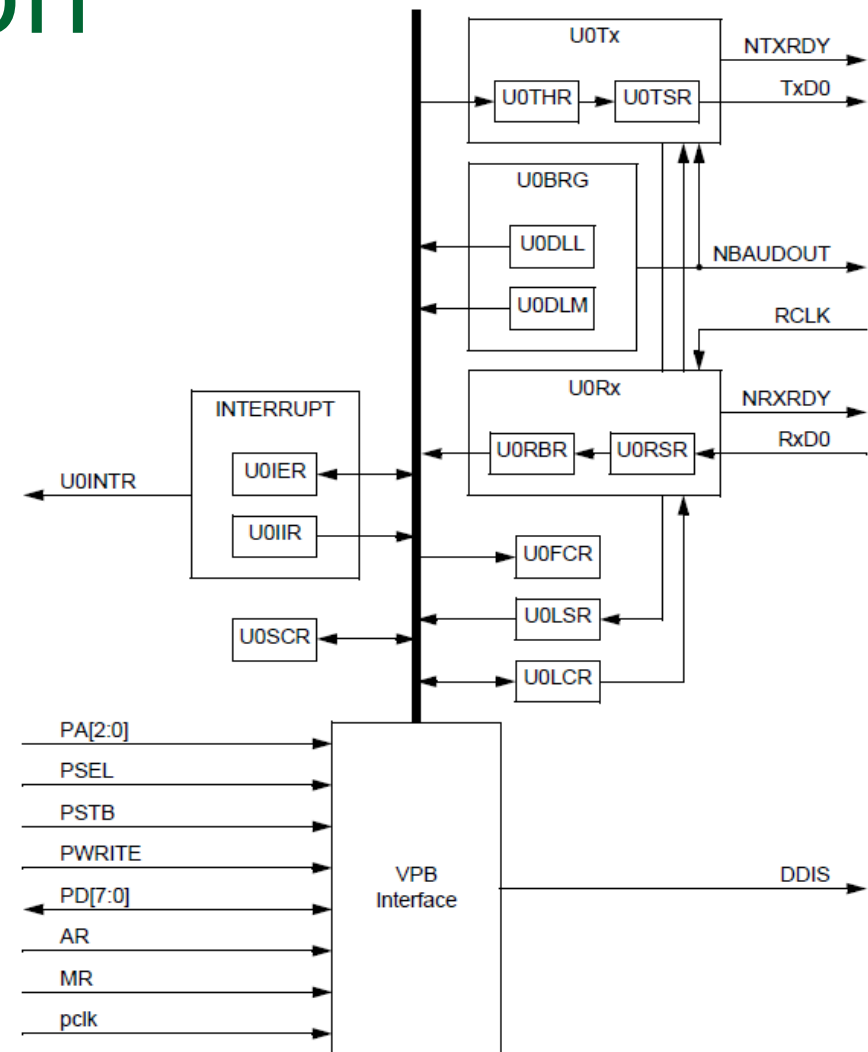 U0Tx
NTXRDY
TxD0
U0THR
U0TSR
U0BRG
U0DLL
NBAUDOUT
U0DLM
RCLK
U0Rx
NRXRDY
RxD0
U0RBR
U0RSR
INTERRUPT
U0IER
U0INTR
U0IIR
U0FCR
U0LSR
U0SCR
U0LCR
PA[2:0]
PSEL
PSTB
PWRITE
PD[7:0]
AR
MR
pclk
VPB
Interface
DDIS